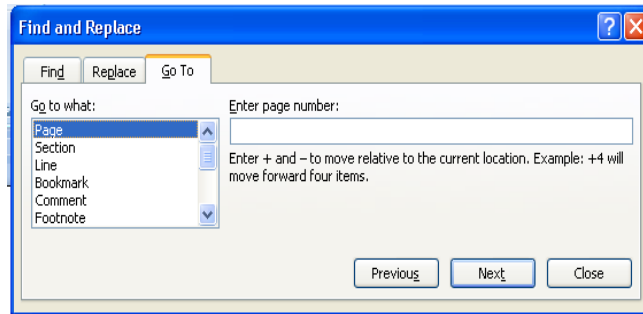 Find and Replace
Find Replace Go To
Go to what: Enter page number:
Page
Section
Line
Bookmark
Comment
Footnote
Enter + and – to move relative to the current location. Example: +4 will
move forward four items.
Previous Next Close